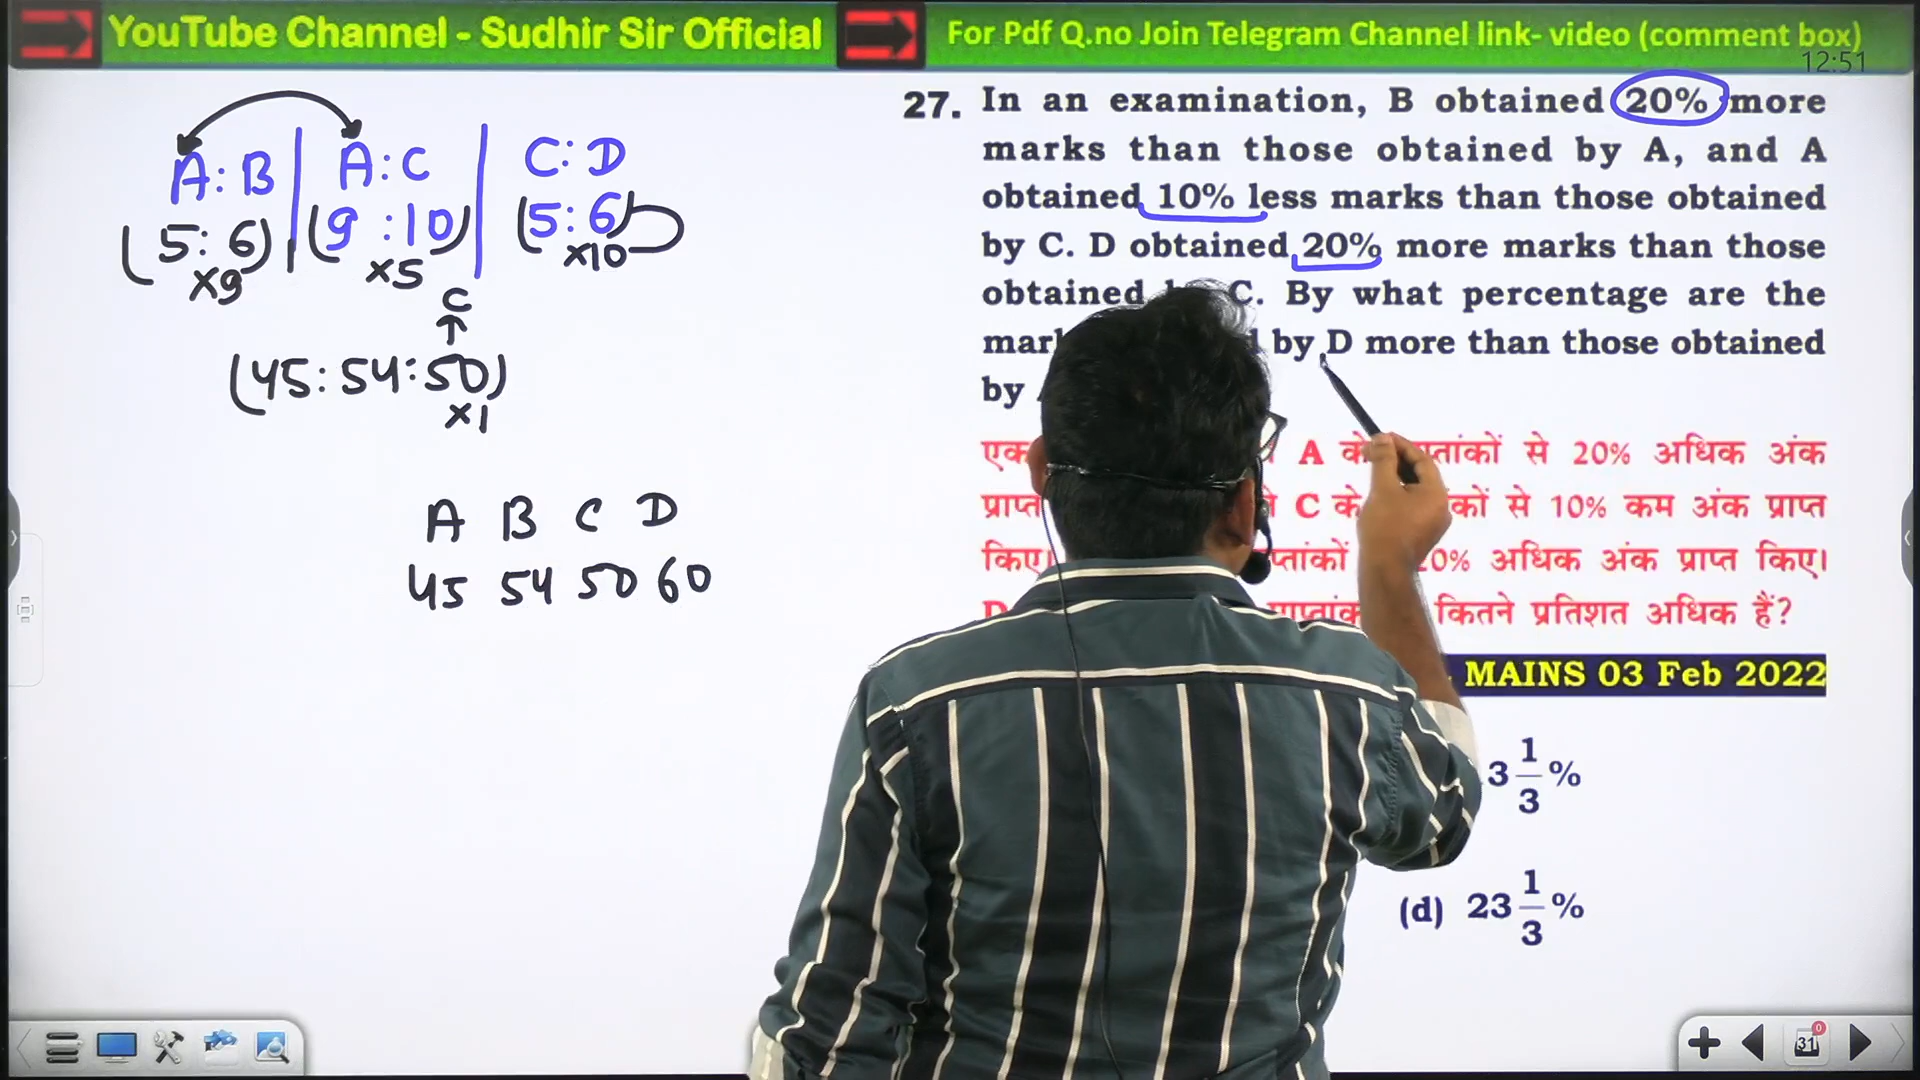 YouTube Channel - Sudhir Sir Official
For Pdf Q.no Join Telegram Channel link- video (comment box)
12:51
A:B | A:C | C:D
(5:6) | (9:10) | (5:6)
×9 ×5 ×10
C
↑
(45:54:50)
×1
A B C D
45 54 50 60
27. In an examination, B obtained 20% more
marks than those obtained by A, and A
obtained 10% less marks than those obtained
by C. D obtained 20% more marks than those
obtained C. By what percentage are the
by D more than those obtained
by
एक A के से 20% अधिक अंक
प्राप्त C के से 10% कम अंक प्राप्त
किए। 20% अधिक अंक प्राप्त किए।
D कितने प्रतिशत अधिक हैं?
MAINS 03 Feb 2022
3 1/3 %
(d) 23 1/3 %
31
0